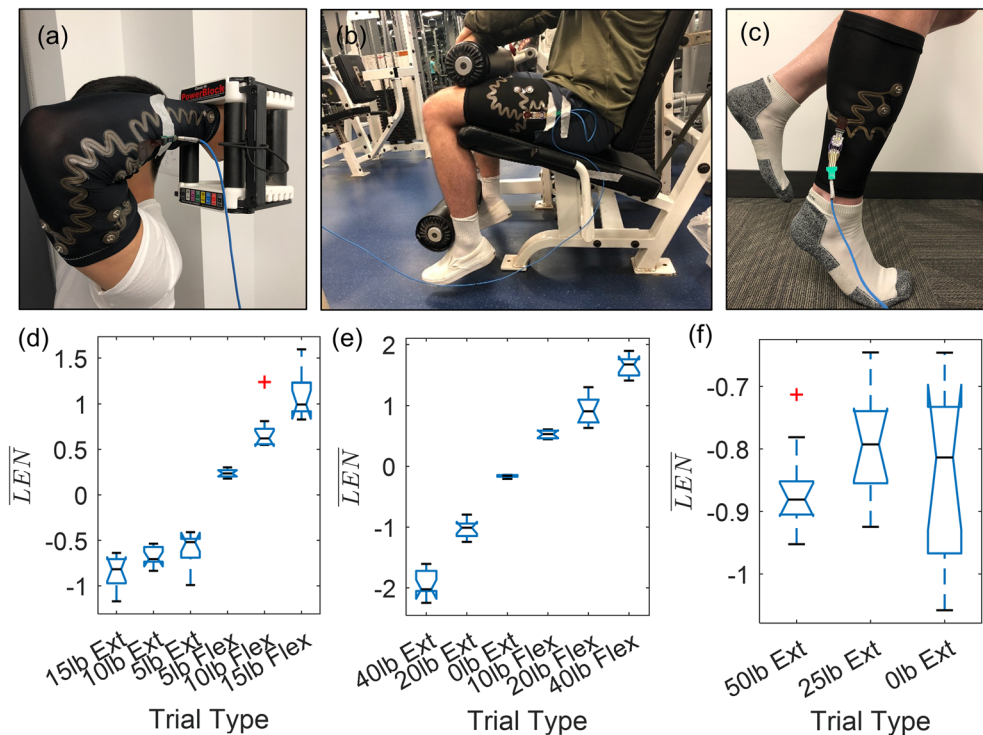 (a)
(b)
(c)
PowerBlock
(d)
(e)
(f)
1.5
1
0.5
0
-0.5
-1
LEN
15lb Ext
10lb Ext
5lb Ext
5lb Flex
10lb Flex
15lb Flex
Trial Type
2
1
0
-1
-2
LEN
40lb Ext
20lb Ext
0lb Ext
10lb Flex
20lb Flex
40lb Flex
Trial Type
-0.7
-0.8
-0.9
-1
LEN
50lb Ext
25lb Ext
0lb Ext
Trial Type